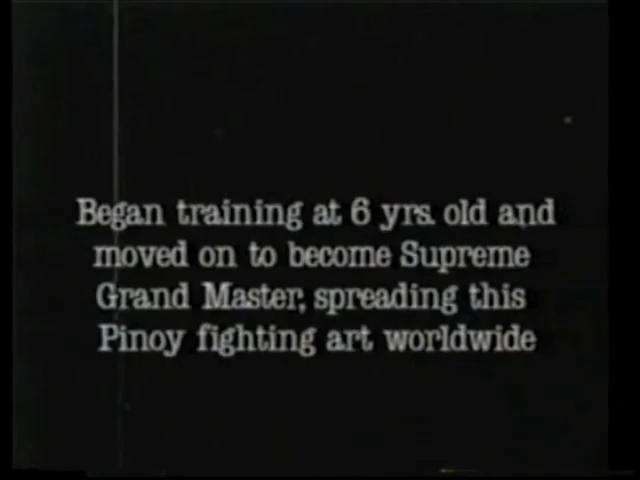 Began training at 6 yrs. old and
moved on to become Supreme
Grand Master, spreading this
Pinoy fighting art worldwide